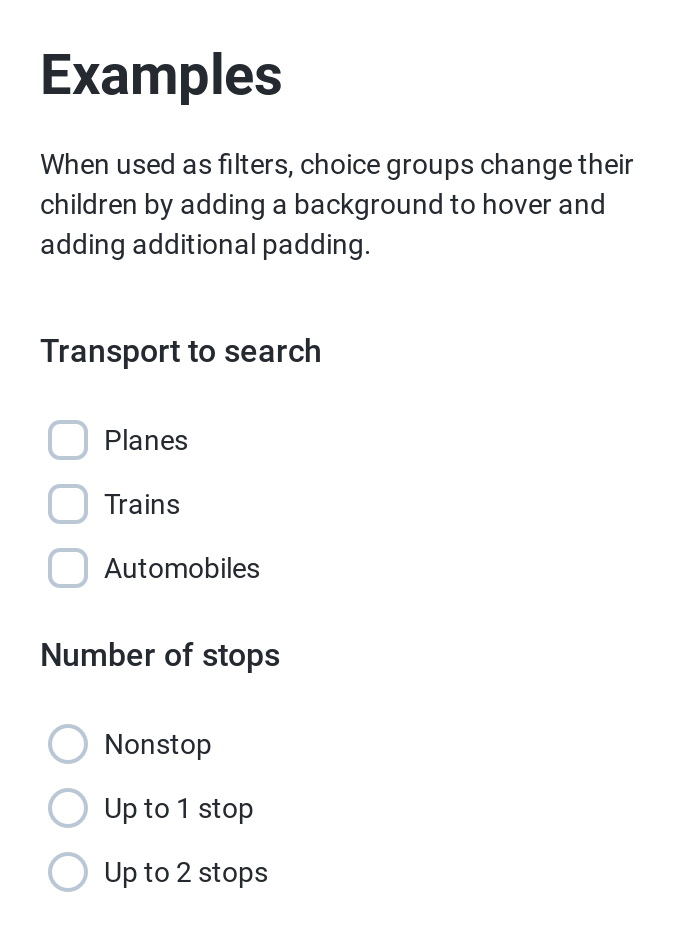 Examples
When used as filters, choice groups change their
children by adding a background to hover and
adding additional padding.
Transport to search
Planes
Trains
Automobiles
Number of stops
Nonstop
Up to 1 stop
Up to 2 stops